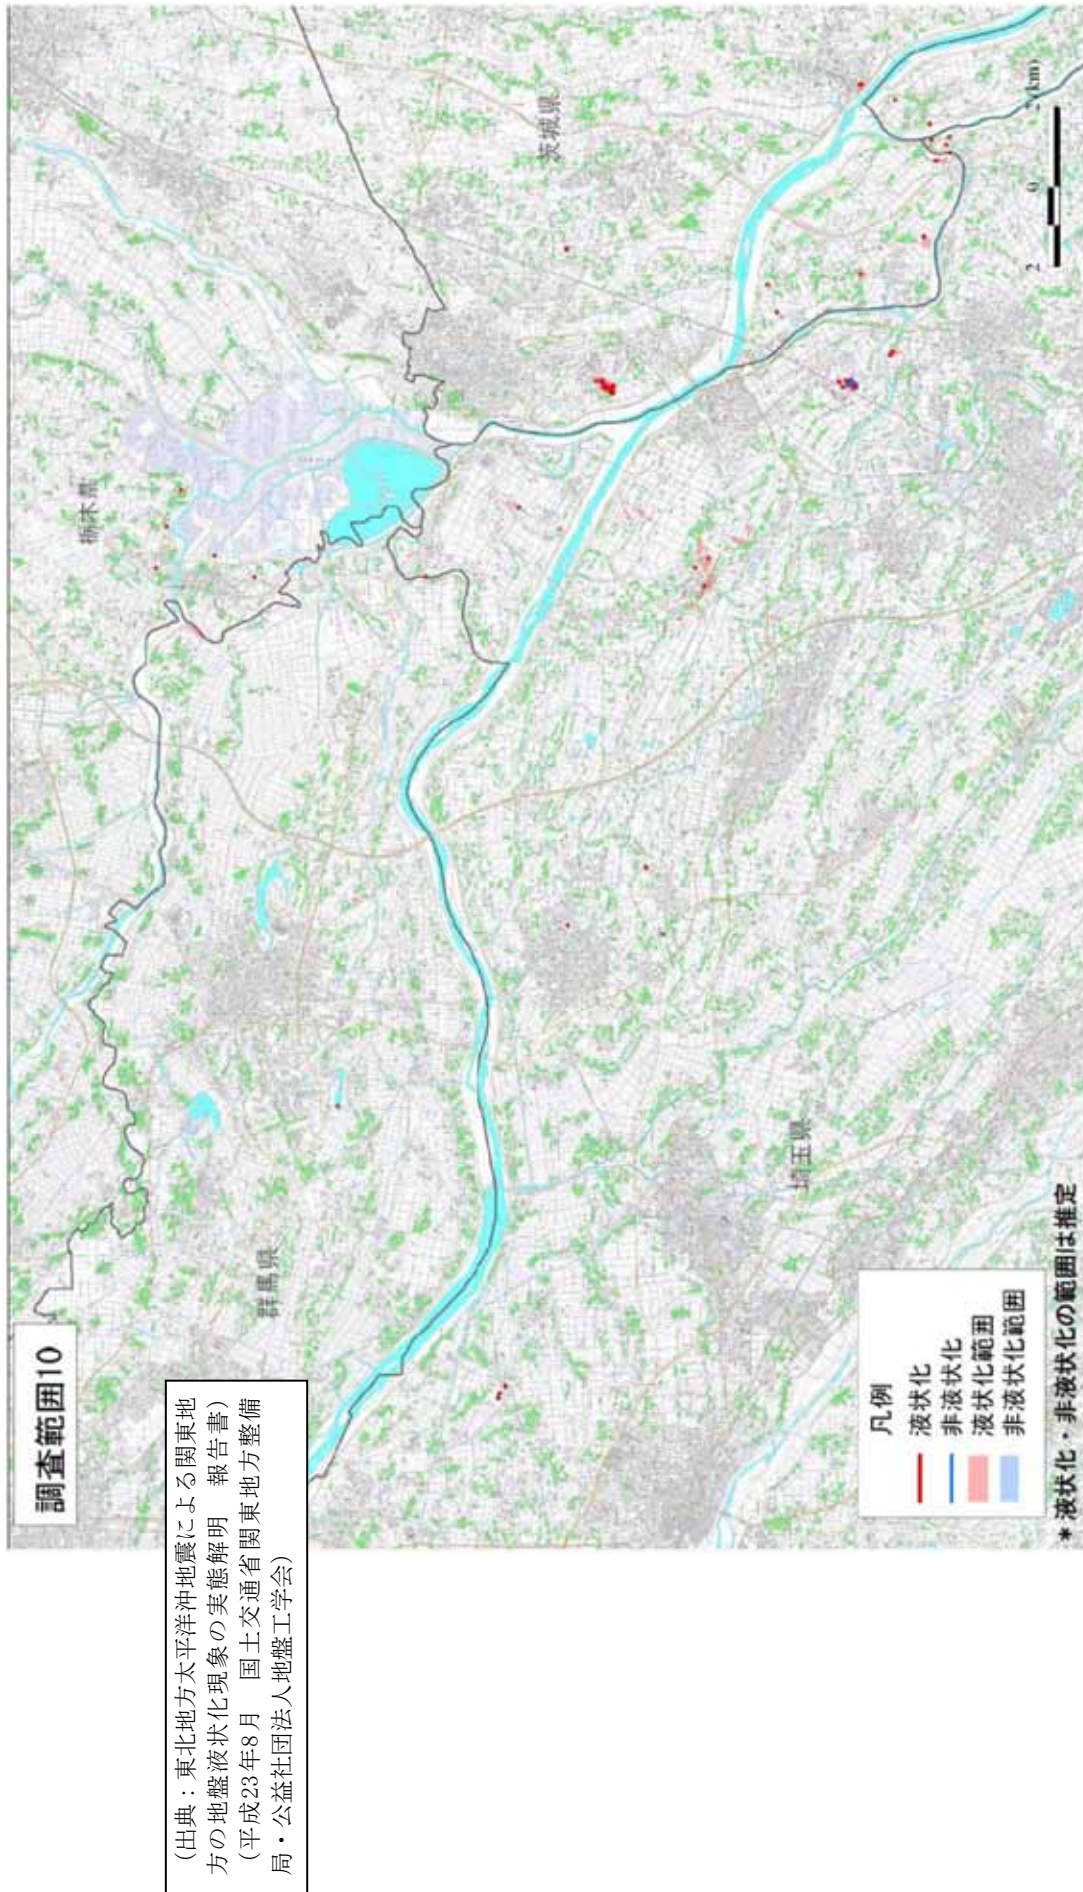 調査範囲10
(出典：東北地方太平洋沖地震による関東地
方の地盤液状化現象の実態解明　報告書)
(平成23年8月　国土交通省関東地方整備
局・公益社団法人地盤工学会)
栃木県
群馬県
茨城県
埼玉県
凡例
液状化
非液状化
液状化範囲
非液状化範囲
2 0 2(km)
*液状化・非液状化の範囲は推定